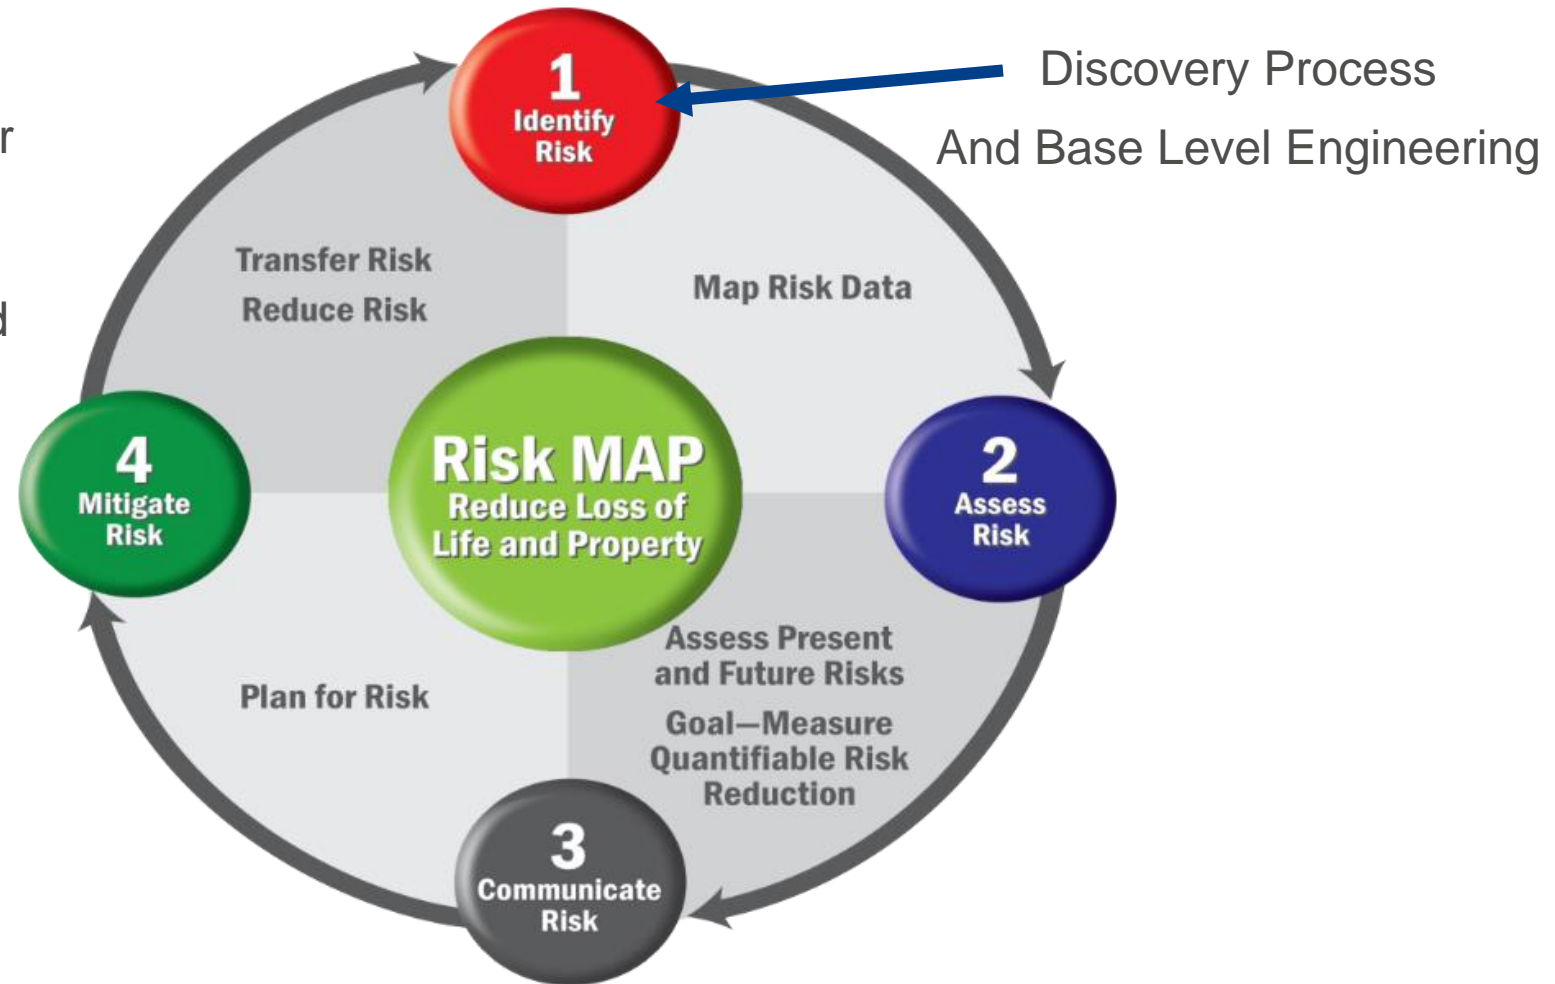 1
Identify
Risk
Discovery Process
And Base Level Engineering
Transfer Risk
Reduce Risk
Map Risk Data
4
Mitigate
Risk
Risk MAP
Reduce Loss of
Life and Property
2
Assess
Risk
Plan for Risk
Assess Present
and Future Risks
Goal—Measure
Quantifiable Risk
Reduction
3
Communicate
Risk